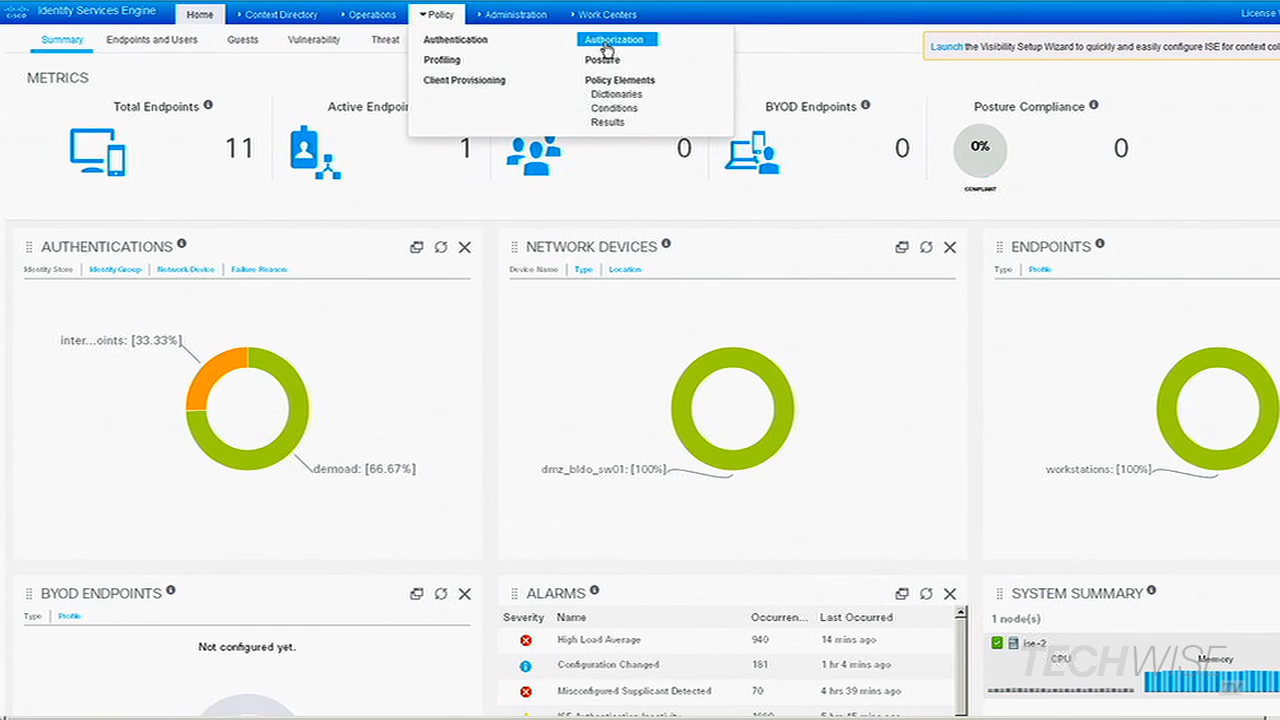 CISCO Identity Services Engine Home Context Directory Operations Policy Administration Work Centers License
Summary Endpoints and Users Guests Vulnerability Threat
Authentication Authorization
Profiling Posture
Client Provisioning Policy Elements
Dictionaries
Conditions
Results
Launch the Visibility Setup Wizard to quickly and easily configure ISE for context
METRICS
Total Endpoints Active BYOD Endpoints Posture Compliance
11 1 0 0 0% 0
COMPLIANT
AUTHENTICATIONS NETWORK DEVICES ENDPOINTS
Identity Store Identity Group Network Device Failure Reason Device Name Type Location Type Profile
inter...oints: [33.33%]
demoad: [66.67%] dmz_bldo_sw01: [100%] workstations: [100%]
BYOD ENDPOINTS ALARMS SYSTEM SUMMARY
Type Profile Severity Name Occurren... Last Occurred 1 node(s)
Not configured yet. High Load Average 940 14 mins ago ise-2
Configuration Changed 181 1 hr 4 mins ago CPU Memory
Misconfigured Supplicant Detected 70 4 hrs 39 mins ago
TECHWISE
TV